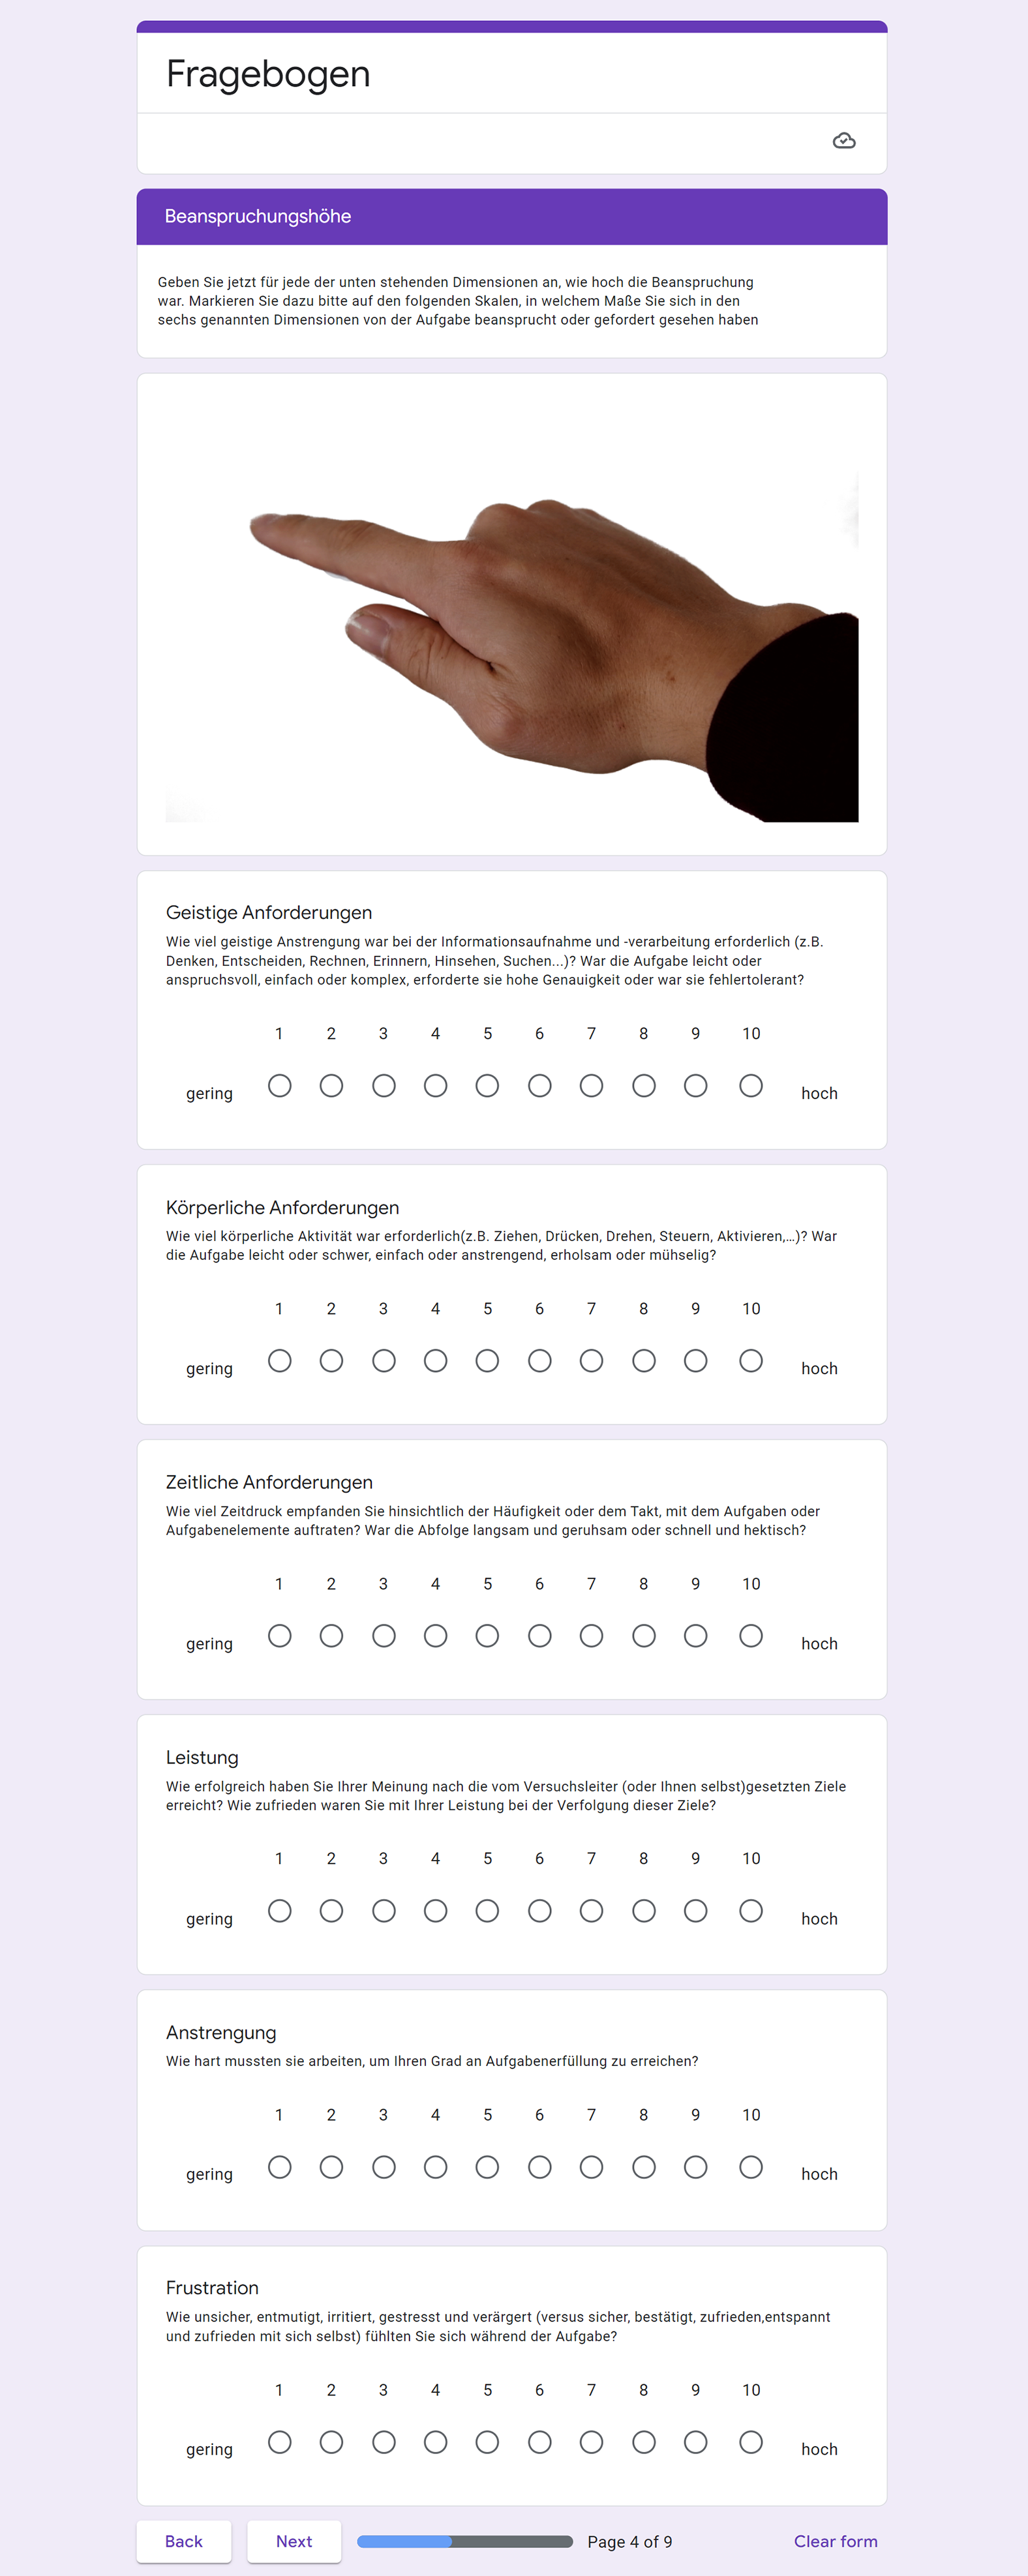 Fragebogen
Beanspruchungshöhe
Geben Sie jetzt für jede der unten stehenden Dimensionen an, wie hoch die Beanspruchung
war. Markieren Sie dazu bitte auf den folgenden Skalen, in welchem Maße Sie sich in den
sechs genannten Dimensionen von der Aufgabe beansprucht oder gefordert gesehen haben
Geistige Anforderungen
Wie viel geistige Anstrengung war bei der Informationsaufnahme und -verarbeitung erforderlich (z.B.
Denken, Entscheiden, Rechnen, Erinnern, Hinsehen, Suchen...)? War die Aufgabe leicht oder
anspruchsvoll, einfach oder komplex, erforderte sie hohe Genauigkeit oder war sie fehlertolerant?
1 2 3 4 5 6 7 8 9 10
gering hoch
Körperliche Anforderungen
Wie viel körperliche Aktivität war erforderlich(z.B. Ziehen, Drücken, Drehen, Steuern, Aktivieren,...)? War
die Aufgabe leicht oder schwer, einfach oder anstrengend, erholsam oder mühselig?
1 2 3 4 5 6 7 8 9 10
gering hoch
Zeitliche Anforderungen
Wie viel Zeitdruck empfanden Sie hinsichtlich der Häufigkeit oder dem Takt, mit dem Aufgaben oder
Aufgabenelemente auftraten? War die Abfolge langsam und geruhsam oder schnell und hektisch?
1 2 3 4 5 6 7 8 9 10
gering hoch
Leistung
Wie erfolgreich haben Sie Ihrer Meinung nach die vom Versuchsleiter (oder Ihnen selbst)gesetzten Ziele
erreicht? Wie zufrieden waren Sie mit Ihrer Leistung bei der Verfolgung dieser Ziele?
1 2 3 4 5 6 7 8 9 10
gering hoch
Anstrengung
Wie hart mussten sie arbeiten, um Ihren Grad an Aufgabenerfüllung zu erreichen?
1 2 3 4 5 6 7 8 9 10
gering hoch
Frustration
Wie unsicher, entmutigt, irritiert, gestresst und verärgert (versus sicher, bestätigt, zufrieden,entspannt
und zufrieden mit sich selbst) fühlten Sie sich während der Aufgabe?
1 2 3 4 5 6 7 8 9 10
gering hoch
Back Next Page 4 of 9 Clear form